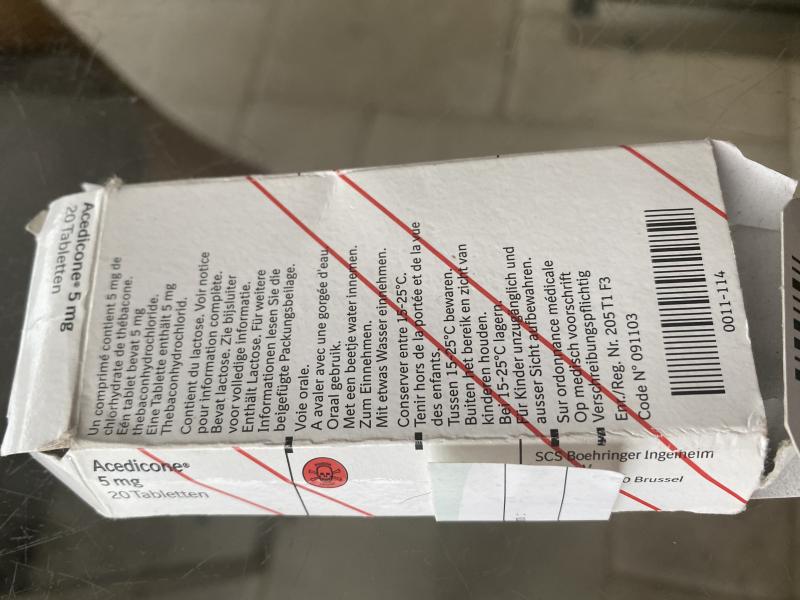 Acedicone® 5 mg
20 Tabletten
Un comprimé contient 5 mg de
chlorhydrate de thébacone.
Eén tablet bevat 5 mg
thebaconhydrochloride.
Eine Tablette enthält 5 mg
Thebaconhydrochlorid.
Contient du lactose. Voir notice
pour information complète.
Bevat lactose. Zie bijsluiter
voor volledige informatie.
Enthält Lactose. Für weitere
Informationen lesen Sie die
beigefügte Packungsbeilage.
Voie orale.
A avaler avec une gorgée d'eau.
Oraal gebruik.
Met een beetje water innemen.
Zum Einnehmen.
Mit etwas Wasser einnehmen.
Conserver entre 15-25°C.
Tenir hors de la portée et de la vue
des enfants.
Tussen 15-25°C bewaren.
Buiten het bereik en zicht van
kinderen houden.
Bei 15-25°C lagern.
Für Kinder unzugänglich und
ausser Sicht aufbewahren.
Sur ordonnance médicale
Op medisch voorschrift
Verschreibungspflichtig
Enr./Reg. Nr. 205 T1 F3
Code N° 091103
0011-114
Acedicone®
5 mg
20 Tabletten
SCS Boehringer Ingelheim
Brussel